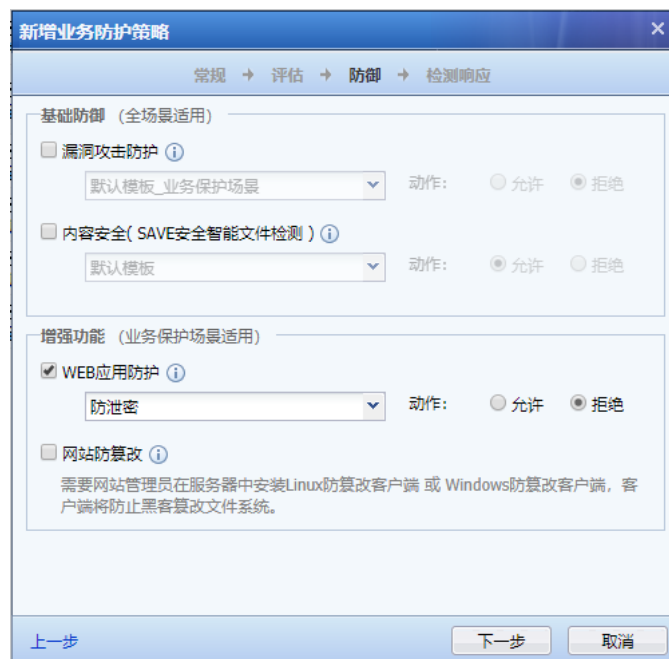 新增业务防护策略
常规 → 评估 → 防御 → 检测响应
基础防御 (全场景适用)
漏洞攻击防护
默认模板_业务保护场景 动作: 允许 拒绝
内容安全( SAVE安全智能文件检测 )
默认模板 动作: 允许 拒绝
增强功能 (业务保护场景适用)
WEB应用防护
防泄密 动作: 允许 拒绝
网站防篡改
需要网站管理员在服务器中安装Linux防篡改客户端 或 Windows防篡改客户端，客
户端将防止黑客篡改文件系统。
上一步 下一步 取消